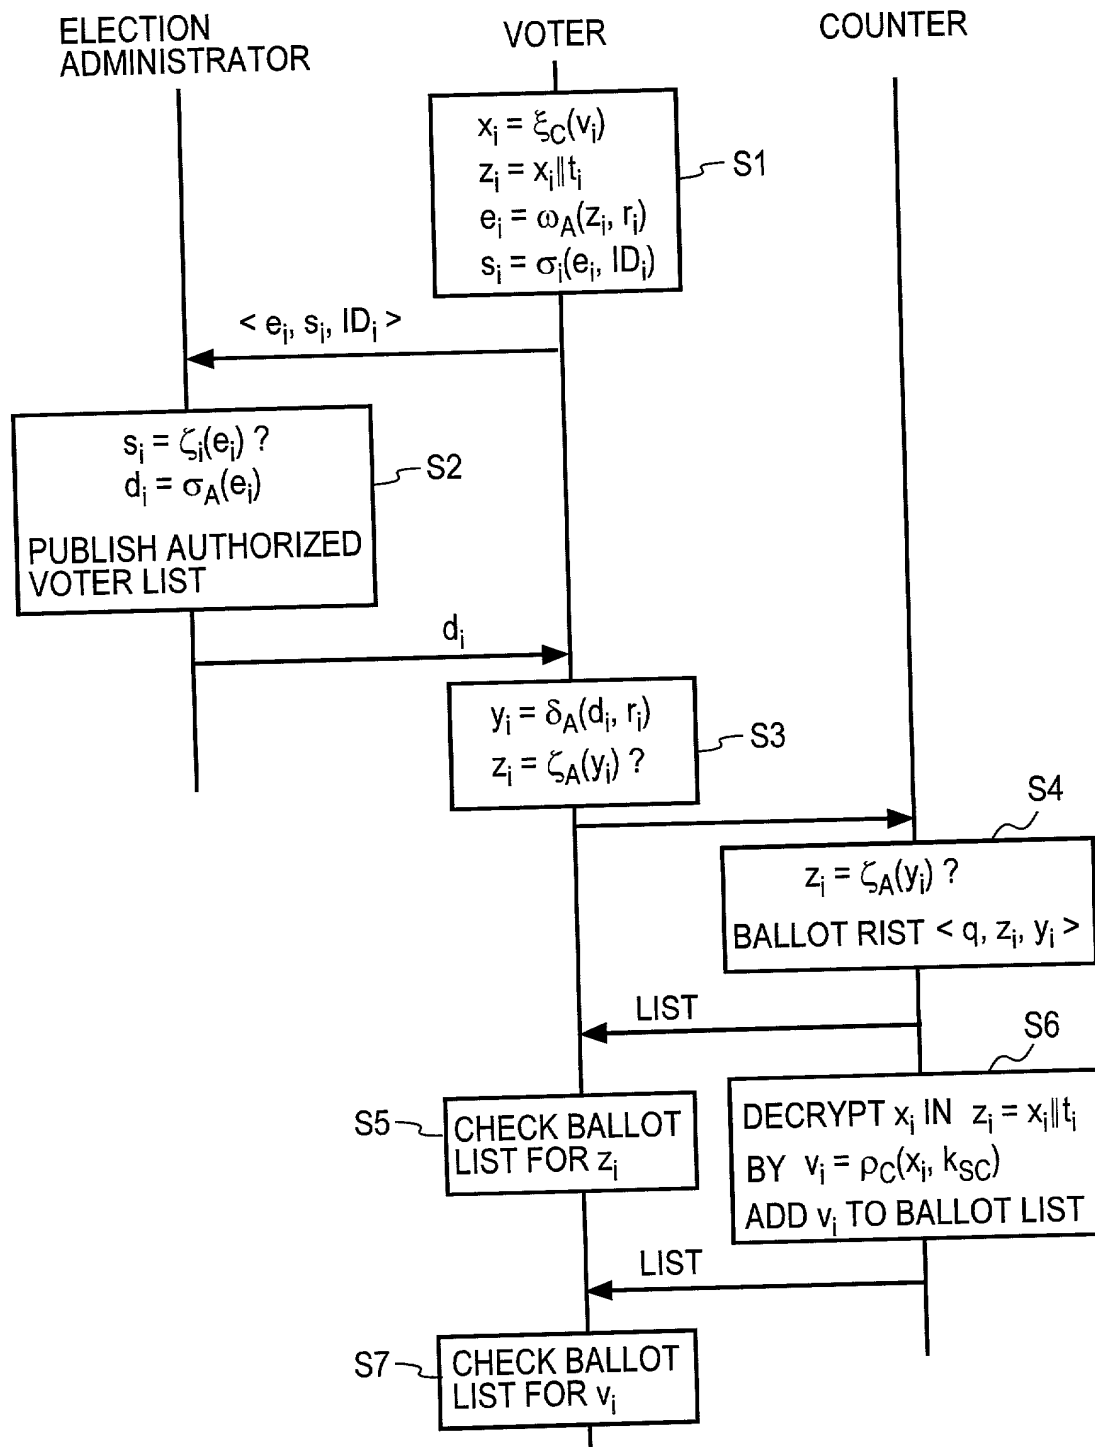 ELECTION
ADMINISTRATOR
VOTER
COUNTER
xᵢ = ξC(vᵢ)
zᵢ = xᵢ‖tᵢ
eᵢ = ωA(zᵢ, rᵢ)
sᵢ = σᵢ(eᵢ, IDᵢ)
S1
< eᵢ, sᵢ, IDᵢ >
sᵢ = ζᵢ(eᵢ) ?
dᵢ = σA(eᵢ)
PUBLISH AUTHORIZED
VOTER LIST
S2
dᵢ
yᵢ = δA(dᵢ, rᵢ)
zᵢ = ζA(yᵢ) ?
S3
S4
zᵢ = ζA(yᵢ) ?
BALLOT RIST < q, zᵢ, yᵢ >
LIST
S5
CHECK BALLOT
LIST FOR zᵢ
S6
DECRYPT xᵢ IN zᵢ = xᵢ‖tᵢ
BY vᵢ = ρC(xᵢ, kSC)
ADD vᵢ TO BALLOT LIST
LIST
S7
CHECK BALLOT
LIST FOR vᵢ